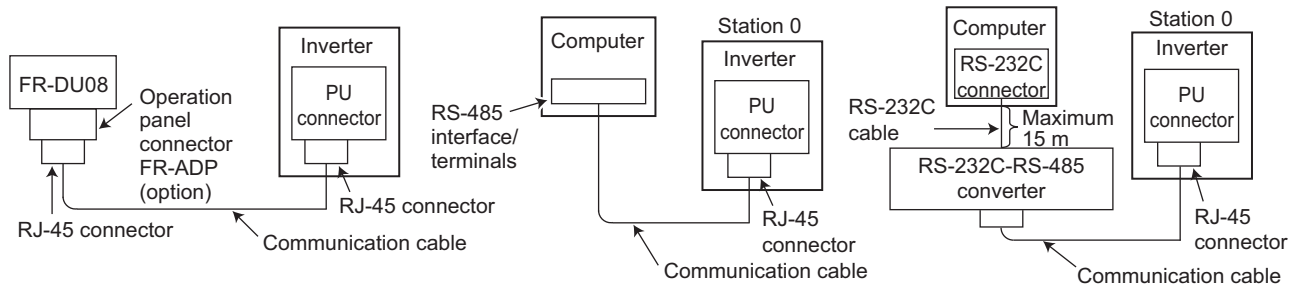 FR-DU08
Operation
panel
connector
FR-ADP
(option)
Inverter
PU
connector
RJ-45 connector
RJ-45 connector
Communication cable
Computer
RS-485
interface/
terminals
Station 0
Inverter
PU
connector
RJ-45
connector
Communication cable
Computer
RS-232C
connector
RS-232C
cable
Maximum
15 m
RS-232C-RS-485
converter
Station 0
Inverter
PU
connector
RJ-45
connector
Communication cable